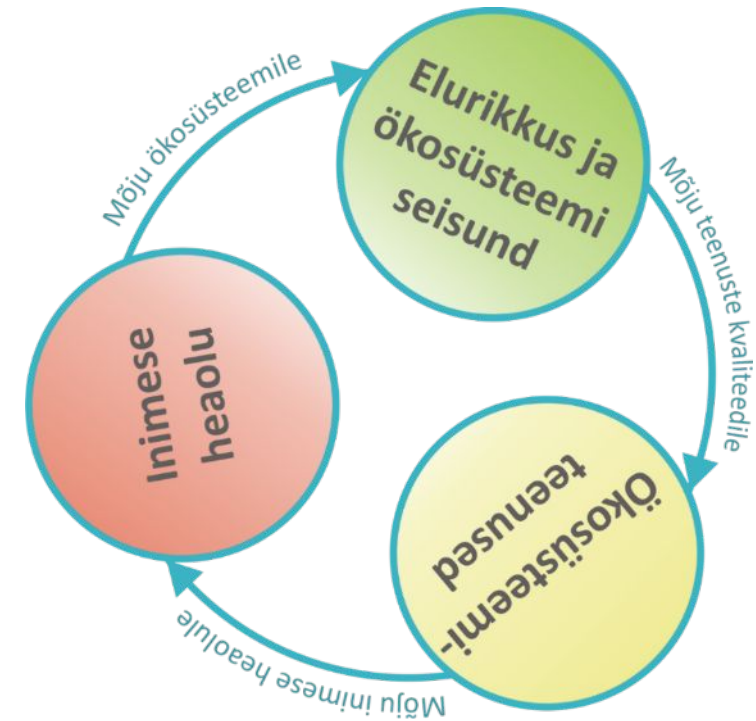 Elurikkus ja
ökosüsteemi
seisund
Mõju teenuste kvaliteedile
Ökosüsteemi-
teenused
Mõju inimese heaolule
Inimese
heaolu
Mõju ökosüsteemile